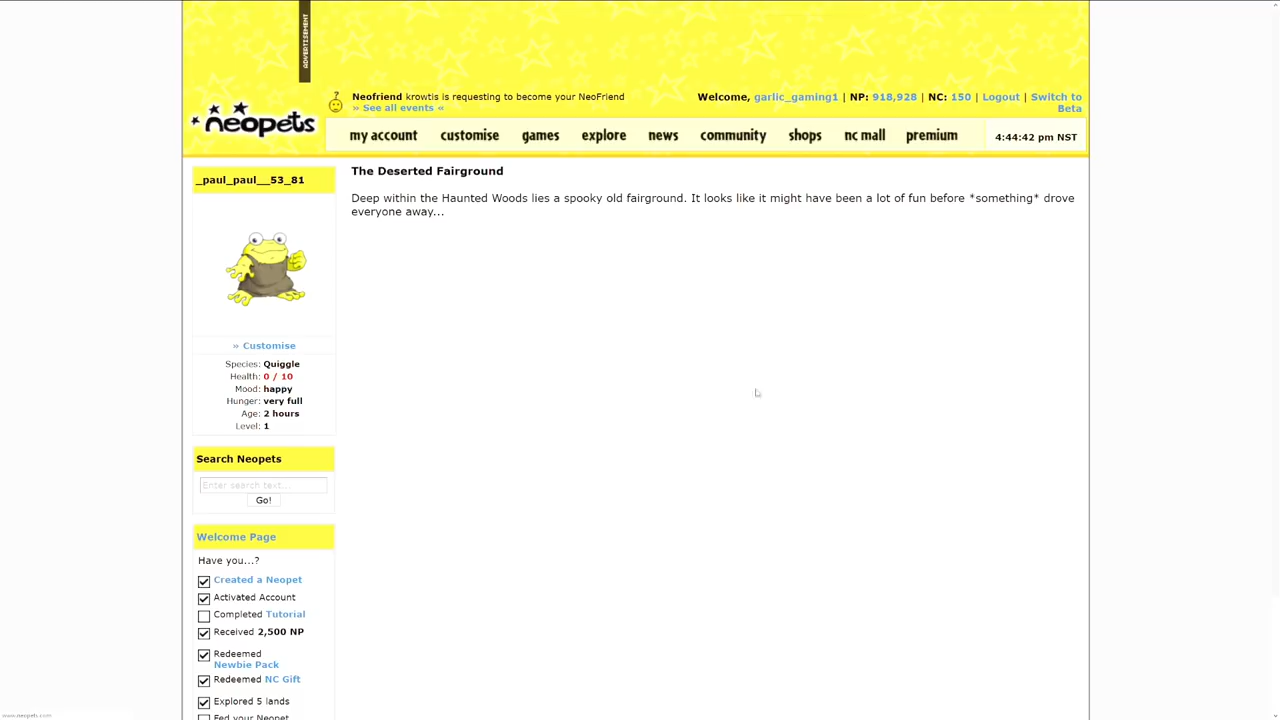 ADVERTISEMENT
Neofriend krowtis is requesting to become your NeoFriend
» See all events «
Welcome, garlic_gaming1 | NP: 918,928 | NC: 150 | Logout | Switch to
Beta
neopets
my account customise games explore news community shops nc mall premium 4:44:42 pm NST
_paul_paul__53_81
The Deserted Fairground
Deep within the Haunted Woods lies a spooky old fairground. It looks like it might have been a lot of fun before *something* drove
everyone away...
» Customise
Species: Quiggle
Health: 0 / 10
Mood: happy
Hunger: very full
Age: 2 hours
Level: 1
Search Neopets
Enter search text...
Go!
Welcome Page
Have you...?
Created a Neopet
Activated Account
Completed Tutorial
Received 2,500 NP
Redeemed
Newbie Pack
Redeemed NC Gift
Explored 5 lands
Fed your Neopet
www.neopets.com